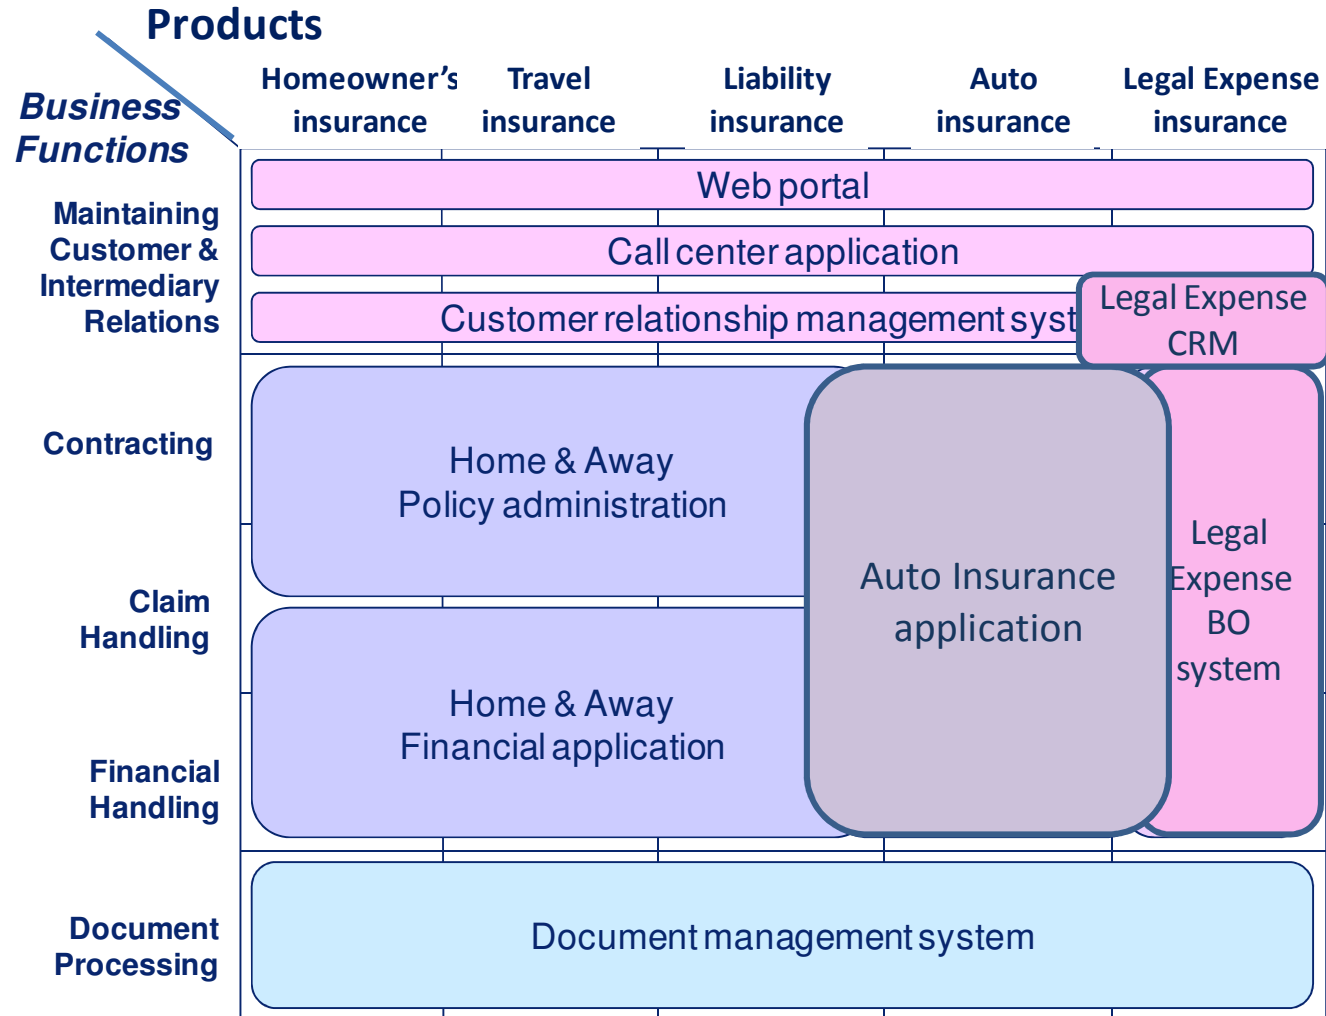 Products
Homeowner's
insurance
Travel
insurance
Liability
insurance
Auto
insurance
Legal Expense
insurance
Business
Functions
Web portal
Maintaining
Customer &
Intermediary
Relations
Call center application
Customer relationship management syst
Legal Expense
CRM
Contracting
Home & Away
Policy administration
Auto Insurance
application
Legal
Expense
BO
system
Claim
Handling
Home & Away
Financial application
Financial
Handling
Document
Processing
Document management system